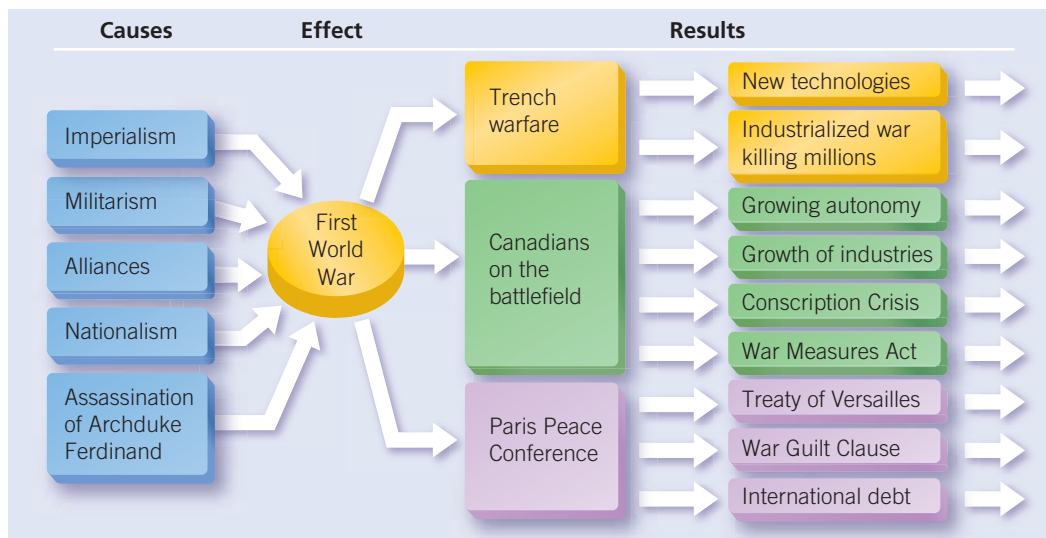 Causes
Effect
Results
Imperialism
Militarism
Alliances
Nationalism
Assassination
of Archduke
Ferdinand
First
World
War
Trench
warfare
New technologies
Industrialized war
killing millions
Canadians
on the
battlefield
Growing autonomy
Growth of industries
Conscription Crisis
War Measures Act
Paris Peace
Conference
Treaty of Versailles
War Guilt Clause
International debt